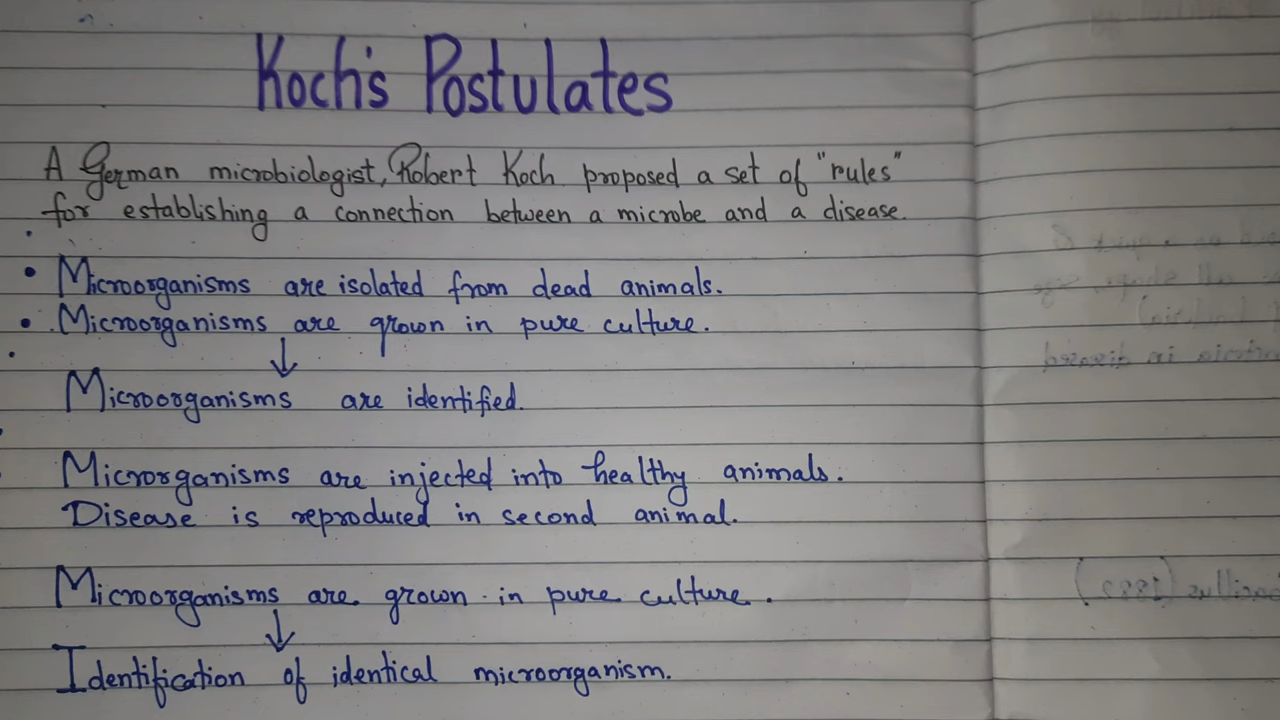 Koch's Postulates
A German microbiologist, Robert Koch proposed a set of "rules"
for establishing a connection between a microbe and a disease.
• Microorganisms are isolated from dead animals.
• Microorganisms are grown in pure culture.
↓
Microorganisms are identified.
Microrganisms are injected into healthy animals.
Disease is reproduced in second animal.
Microorganisms are grown in pure culture.
↓
Identification of identical microorganism.